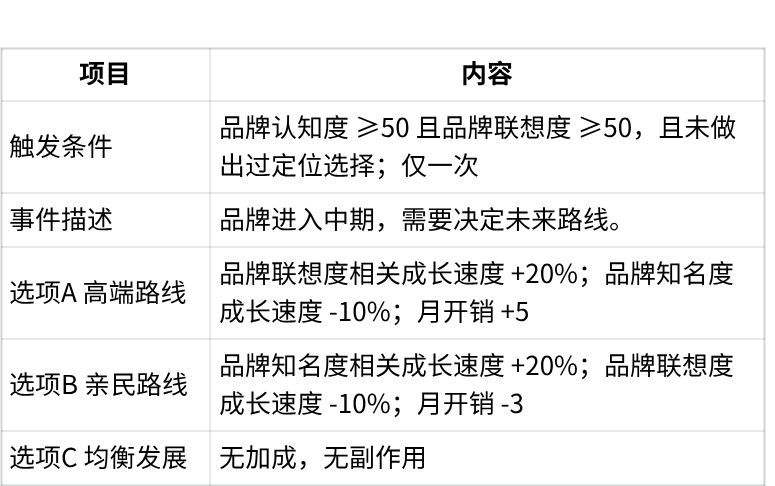 项目 内容
触发条件 品牌认知度 ≥50 且品牌联想度 ≥50，且未做
出过定位选择；仅一次
事件描述 品牌进入中期，需要决定未来路线。
选项A 高端路线 品牌联想度相关成长速度 +20%；品牌知名度
成长速度 -10%；月开销 +5
选项B 亲民路线 品牌知名度相关成长速度 +20%；品牌联想度
成长速度 -10%；月开销 -3
选项C 均衡发展 无加成，无副作用